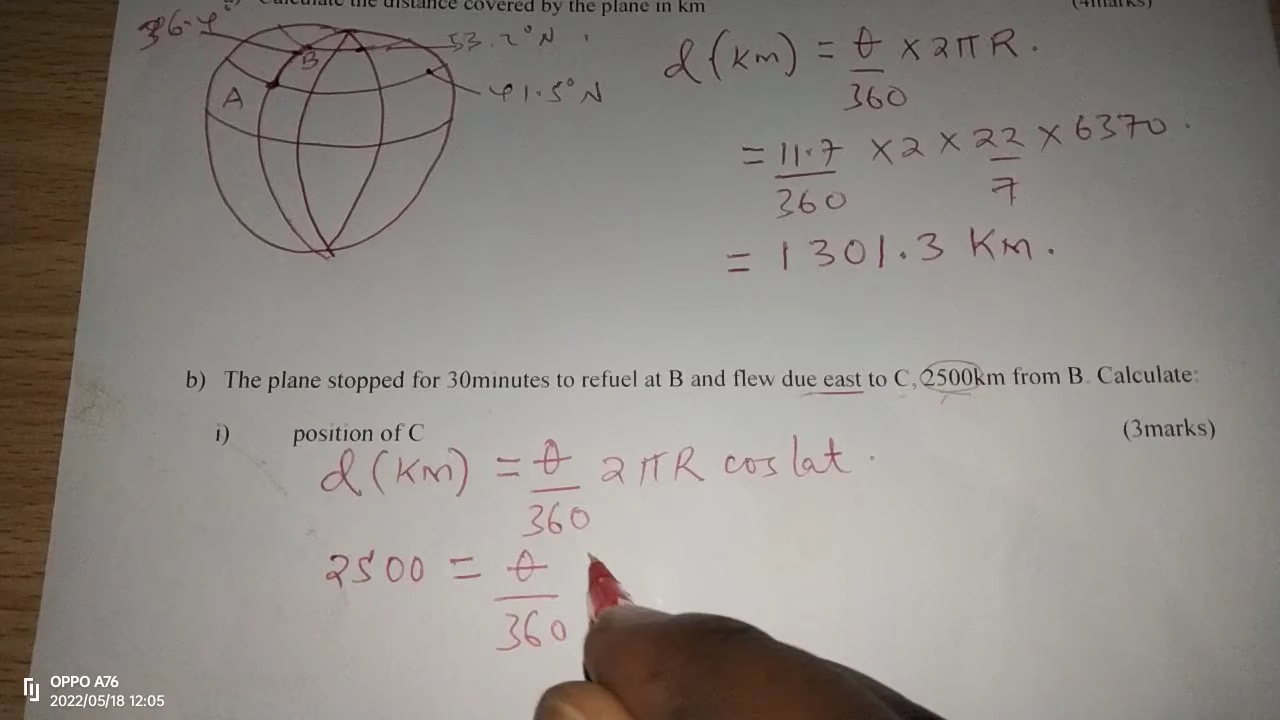 the distance covered by the plane in km
(4marks)
36.4°
53.2°N
B
A
41.5°N
d(km) = θ/360 × 2πR.
= 11.7/360 × 2 × 22/7 × 6370.
= 1301.3 Km.
b) The plane stopped for 30minutes to refuel at B and flew due east to C, 2500km from B. Calculate:
i) position of C (3marks)
d(KM) = θ/360 2πR cos lat.
2500 = θ/360
OPPO A76
2022/05/18 12:05